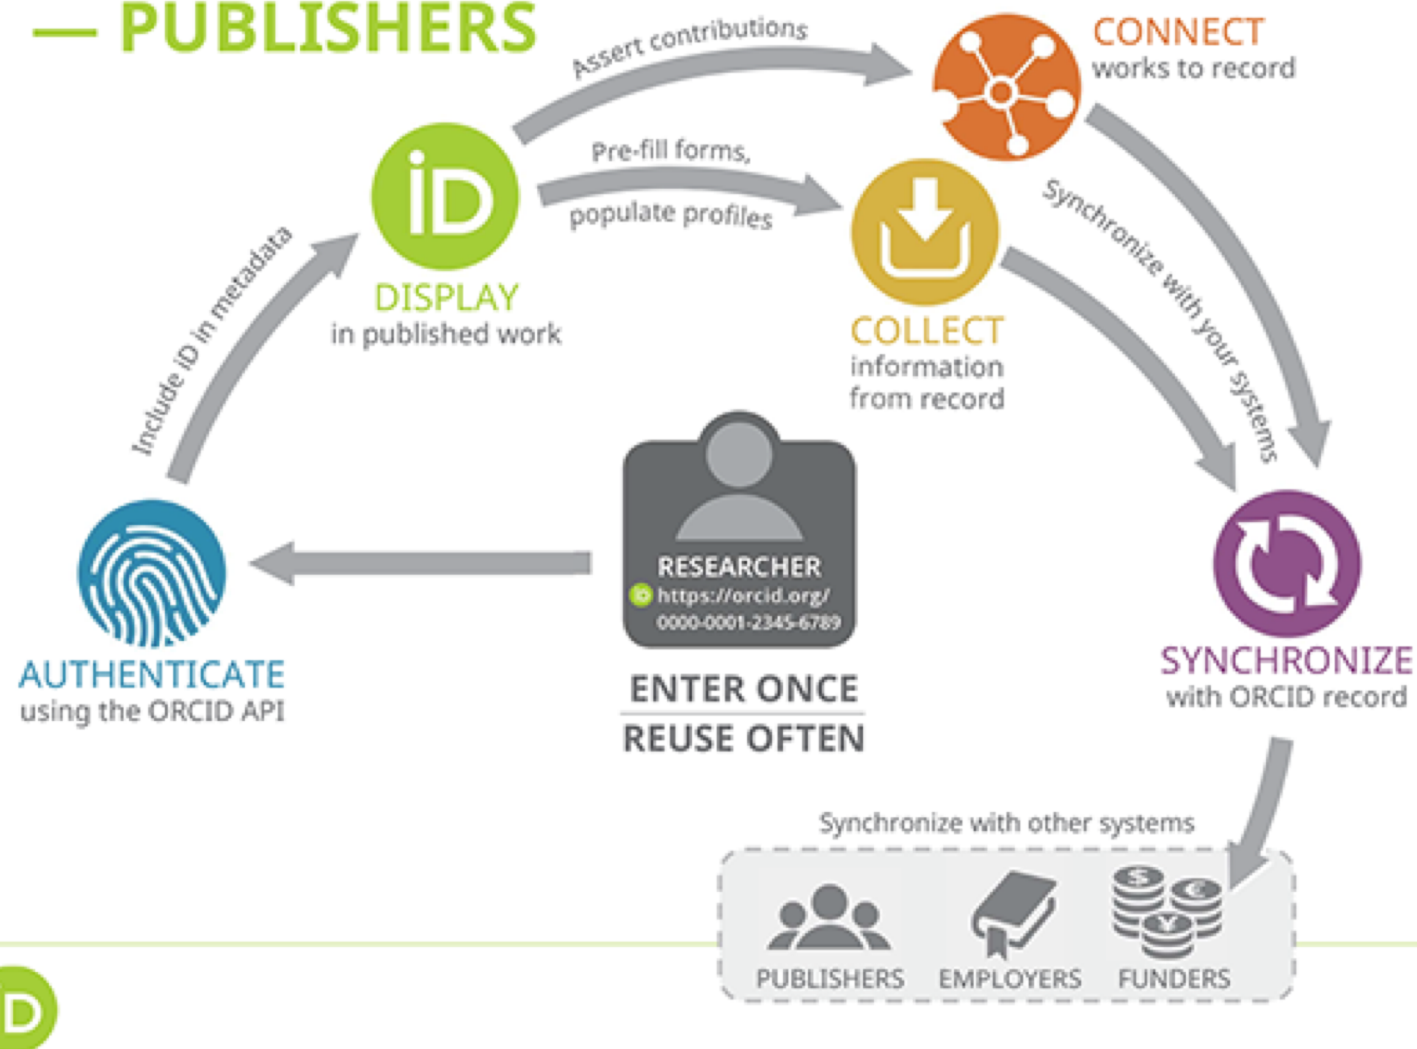 — PUBLISHERS
Assert contributions
CONNECT
works to record
Pre-fill forms,
populate profiles
iD
DISPLAY
in published work
Include iD in metadata
COLLECT
information
from record
Synchronize with your systems
AUTHENTICATE
using the ORCID API
RESEARCHER
iD https://orcid.org/
0000-0001-2345-6789
ENTER ONCE
REUSE OFTEN
SYNCHRONIZE
with ORCID record
Synchronize with other systems
$ € ¥
PUBLISHERS EMPLOYERS FUNDERS
iD